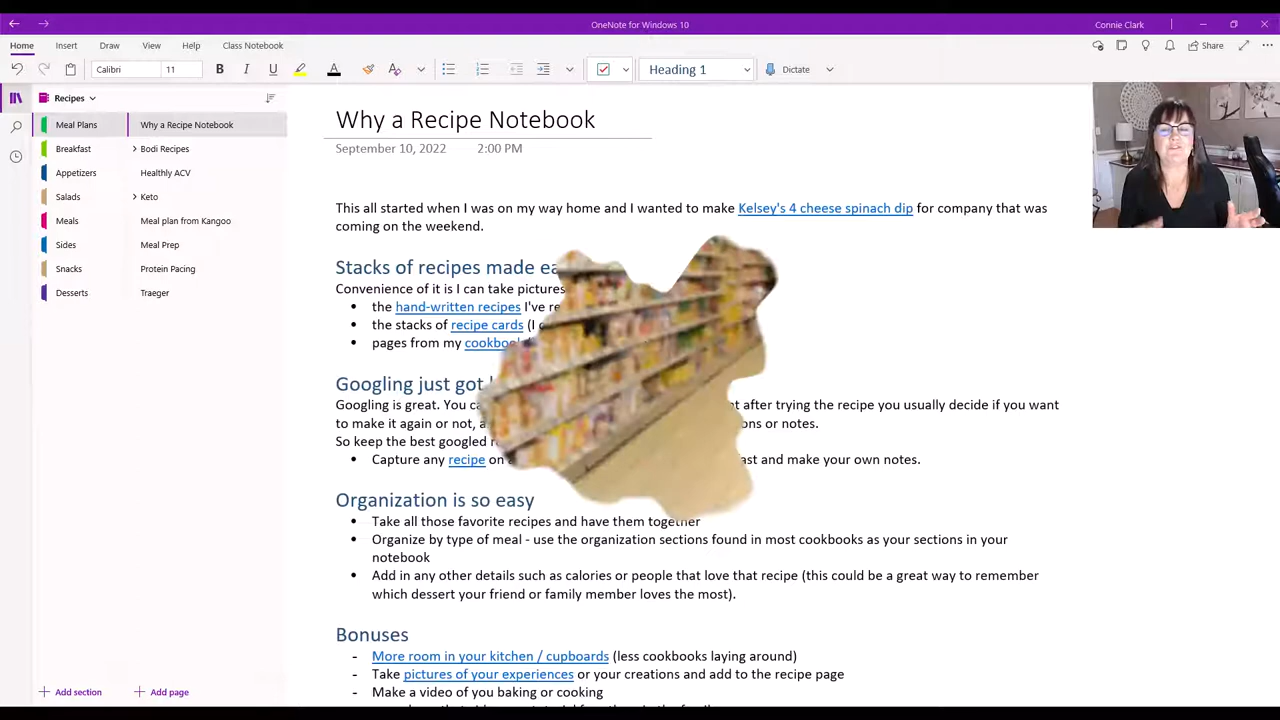 OneNote for Windows 10
Connie Clark
Home Insert Draw View Help Class Notebook
Share
Calibri 11 B I U Heading 1 Dictate
Recipes
Meal Plans
Breakfast
Appetizers
Salads
Meals
Sides
Snacks
Desserts
Why a Recipe Notebook
Bodi Recipes
Healthly ACV
Keto
Meal plan from Kangoo
Meal Prep
Protein Pacing
Traeger
Why a Recipe Notebook
September 10, 2022 2:00 PM
This all started when I was on my way home and I wanted to make Kelsey's 4 cheese spinach dip for company that was
coming on the weekend.
Stacks of recipes made
Convenience of it is I can take pictures
• the hand-written recipes I've
• the stacks of recipe cards (I
• pages from my
Googling just got
Googling is great. You after trying the recipe you usually decide if you want
to make it again or not, or notes.
So keep the best googled
• Capture any recipe on and make your own notes.
Organization is so easy
• Take all those favorite recipes and have them together
• Organize by type of meal - use the organization sections found in most cookbooks as your sections in your
notebook
• Add in any other details such as calories or people that love that recipe (this could be a great way to remember
which dessert your friend or family member loves the most).
Bonuses
- More room in your kitchen / cupboards (less cookbooks laying around)
- Take pictures of your experiences or your creations and add to the recipe page
- Make a video of you baking or cooking
+ Add section + Add page